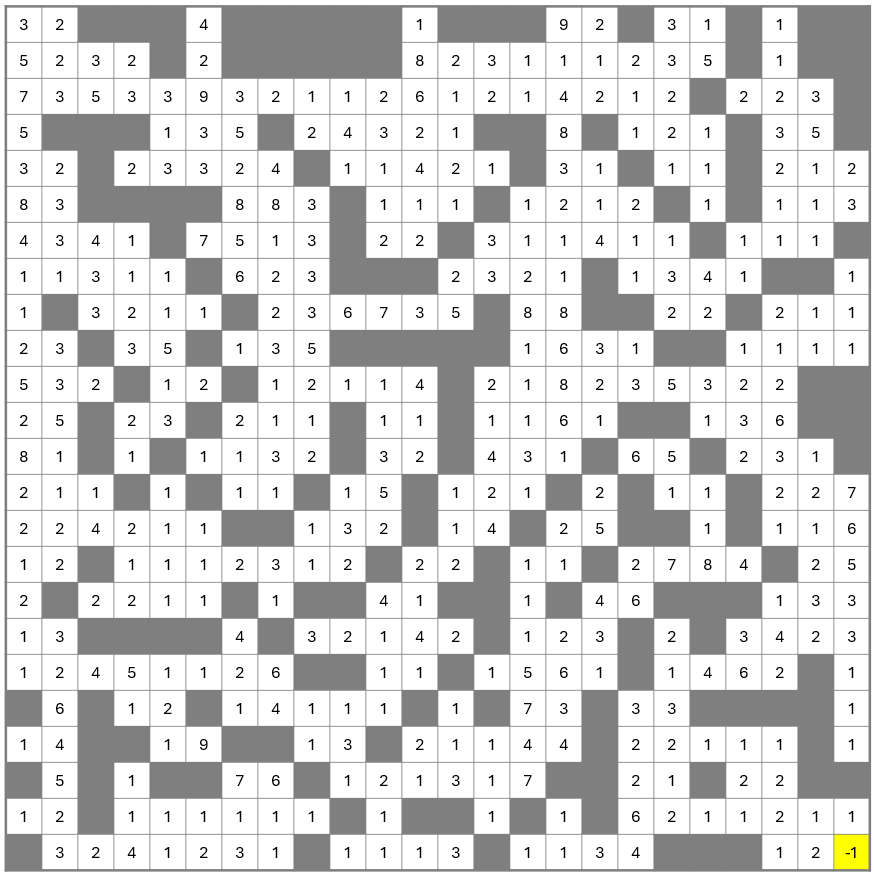 3 2 4 1 9 2 3 1 1
5 2 3 2 2 8 2 3 1 1 1 2 3 5 1
7 3 5 3 3 9 3 2 1 1 2 6 1 2 1 4 2 1 2 2 2 3
5 1 3 5 2 4 3 2 1 8 1 2 1 3 5
3 2 2 3 3 2 4 1 1 4 2 1 3 1 1 1 2 1 2
8 3 8 8 3 1 1 1 1 2 1 2 1 1 1 3
4 3 4 1 7 5 1 3 2 2 3 1 1 4 1 1 1 1 1
1 1 3 1 1 6 2 3 2 3 2 1 1 3 4 1 1
1 3 2 1 1 2 3 6 7 3 5 8 8 2 2 2 1 1
2 3 3 5 1 3 5 1 6 3 1 1 1 1 1
5 3 2 1 2 1 2 1 1 4 2 1 8 2 3 5 3 2 2
2 5 2 3 2 1 1 1 1 1 1 6 1 1 3 6
8 1 1 1 1 3 2 3 2 4 3 1 6 5 2 3 1
2 1 1 1 1 1 1 5 1 2 1 2 1 1 2 2 7
2 2 4 2 1 1 1 3 2 1 4 2 5 1 1 1 6
1 2 1 1 1 2 3 1 2 2 2 1 1 2 7 8 4 2 5
2 2 2 1 1 1 4 1 1 4 6 1 3 3
1 3 4 3 2 1 4 2 1 2 3 2 3 4 2 3
1 2 4 5 1 1 2 6 1 1 1 5 6 1 1 4 6 2 1
6 1 2 1 4 1 1 1 1 7 3 3 3 1
1 4 1 9 1 3 2 1 1 4 4 2 2 1 1 1 1
5 1 7 6 1 2 1 3 1 7 2 1 2 2
1 2 1 1 1 1 1 1 1 1 1 6 2 1 1 2 1 1
3 2 4 1 2 3 1 1 1 1 3 1 1 3 4 1 2 -1